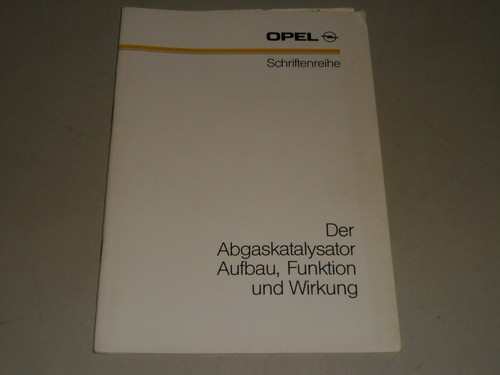 OPEL
Schriftenreihe
Der
Abgaskatalysator
Aufbau, Funktion
und Wirkung